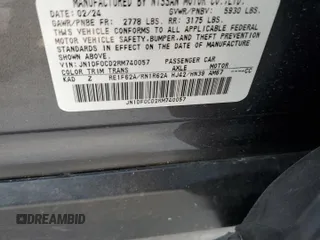 MANUFACTURED BY NISSAN MOTOR CO.,LTD.
DATE: 02/24 GVWR/PNBV: 5930 LBS.
GAWR/PNBE FR: 2778 LBS. RR: 3175 LBS.
THIS VEHICLE CONFORMS TO ALL APPLICABLE
FEDERAL MOTOR VEHICLE SAFETY, BUMPER, AND THEFT
PREVENTION STANDARDS IN EFFECT ON THE DATE OF
MANUFACTURE SHOWN ABOVE.
VIN: JN1DF0CD2RM740057 PASSENGER CAR
COLOR TRIM TRANS AXLE MOTOR CC
KAD Z RE1F62A/RN1R62A HJ42/HN39 AM67
JN1DF0CD2RM740057
DREAMBID